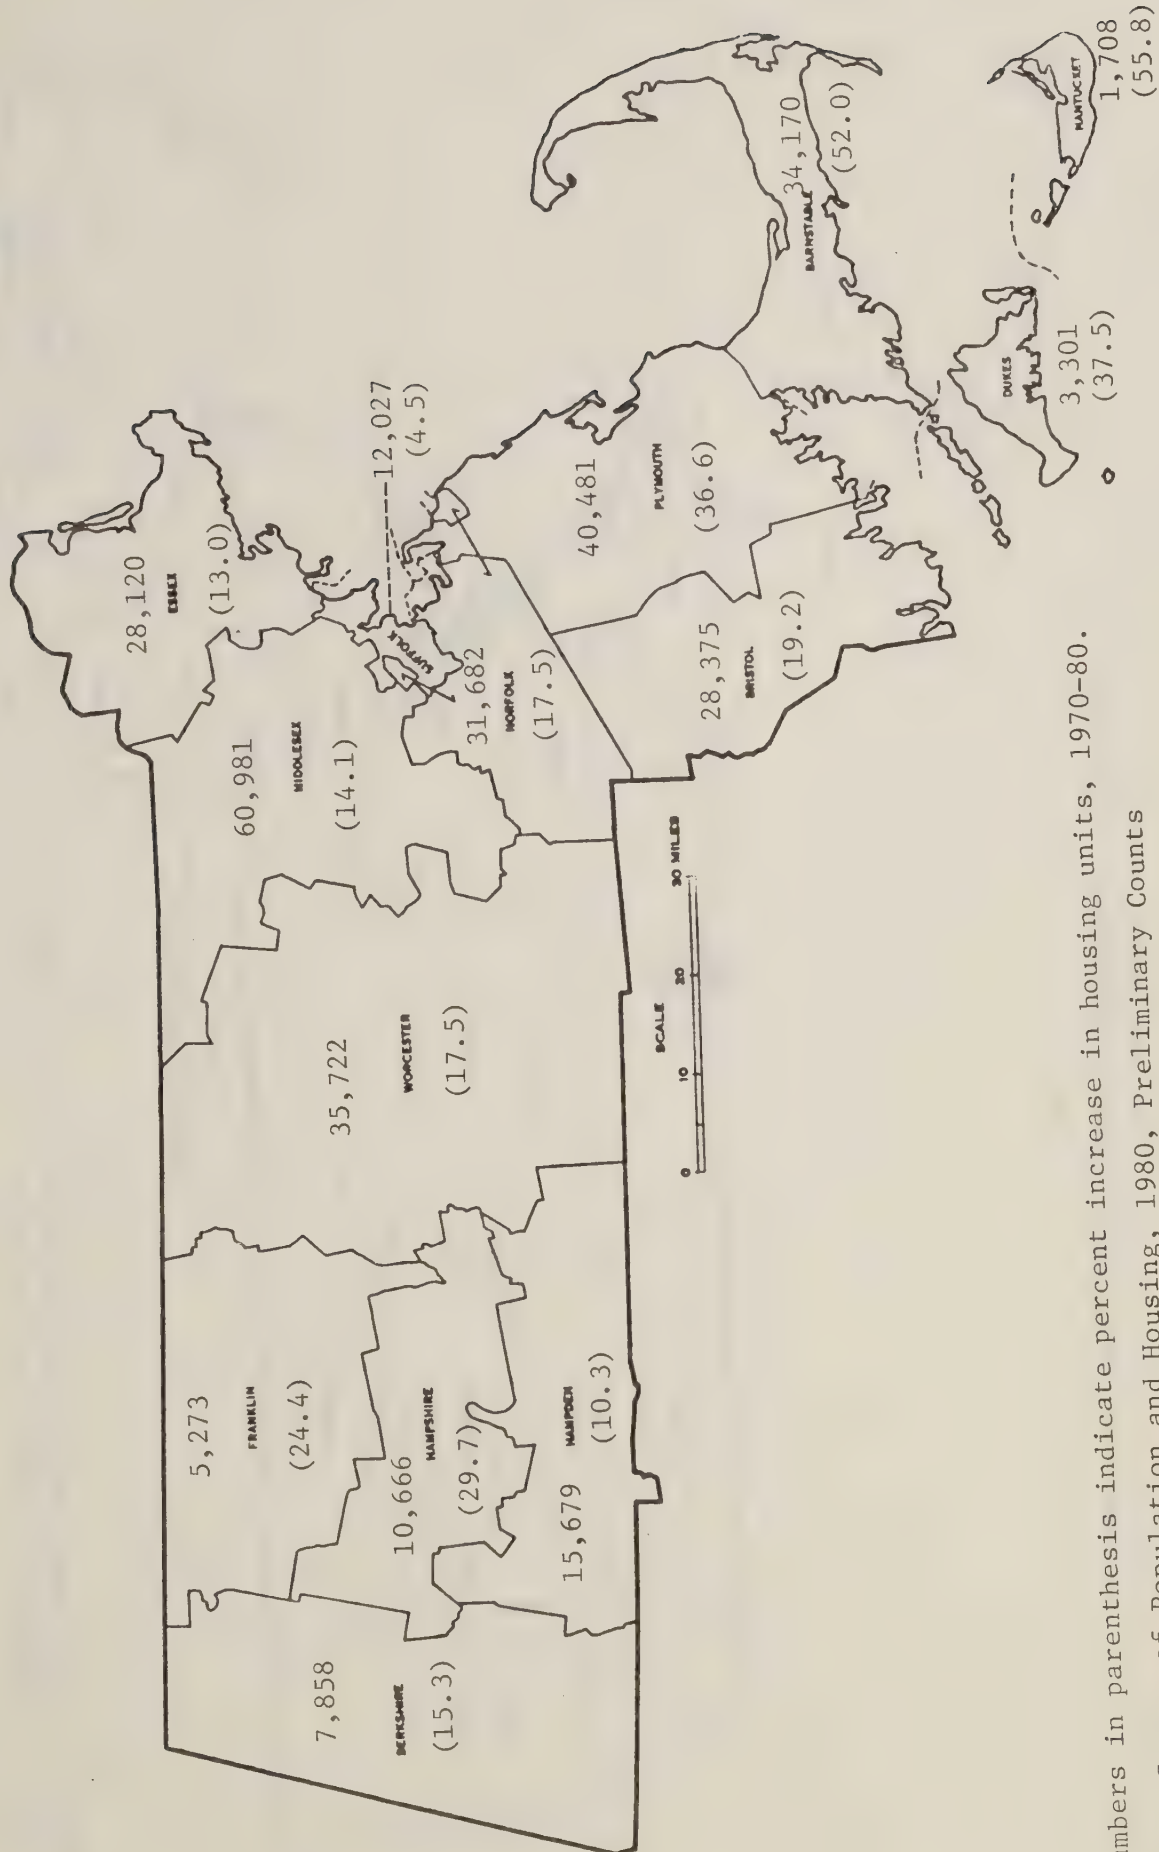 28,120
ESSEX
(13.0)
60,981
MIDDLESEX
(14.1)
12,027
(4.5)
SUFFOLK
31,682
NORFOLK
(17.5)
35,722
WORCESTER
(17.5)
5,273
FRANKLIN
(24.4)
10,666
HAMPSHIRE
(29.7)
7,858
BERKSHIRE
(15.3)
15,679
HAMPDEN
(10.3)
40,481
PLYMOUTH
(36.6)
28,375
BRISTOL
(19.2)
34,170
BARNSTABLE
(52.0)
DUKES
3,301
(37.5)
NANTUCKET
1,708
(55.8)
SCALE
0 10 20 30 MILES
umbers in parenthesis indicate percent increase in housing units, 1970-80.
of Population and Housing, 1980, Preliminary Counts